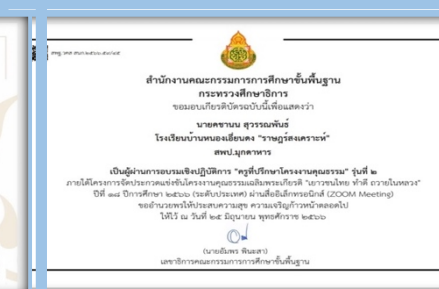 สำนักงานคณะกรรมการการศึกษาขั้นพื้นฐาน
กระทรวงศึกษาธิการ
ขอมอบเกียรติบัตรฉบับนี้เพื่อแสดงว่า
นายคชานน สุวรรณพันธ์
โรงเรียนบ้านหนองเอี่ยนดง "ราษฎร์สงเคราะห์"
สพป.มุกดาหาร
เป็นผู้ผ่านการอบรมเชิงปฏิบัติการ "ครูที่ปรึกษาโครงงานคุณธรรม" รุ่นที่ ๒
ภายใต้โครงการจัดประกวดแข่งขันโครงงานคุณธรรมเฉลิมพระเกียรติ "เยาวชนไทย ทำดี ถวายในหลวง"
ปีที่ ๑๘ ปีการศึกษา ๒๕๖๖ (ระดับประเทศ) ผ่านสื่ออิเล็กทรอนิกส์ (ZOOM Meeting)
ขออำนวยพรให้ประสบความสุข ความเจริญก้าวหน้าตลอดไป
ให้ไว้ ณ วันที่ ๒๕ มิถุนายน พุทธศักราช ๒๕๖๖
(นายอัมพร พินะสา)
เลขาธิการคณะกรรมการการศึกษาขั้นพื้นฐาน